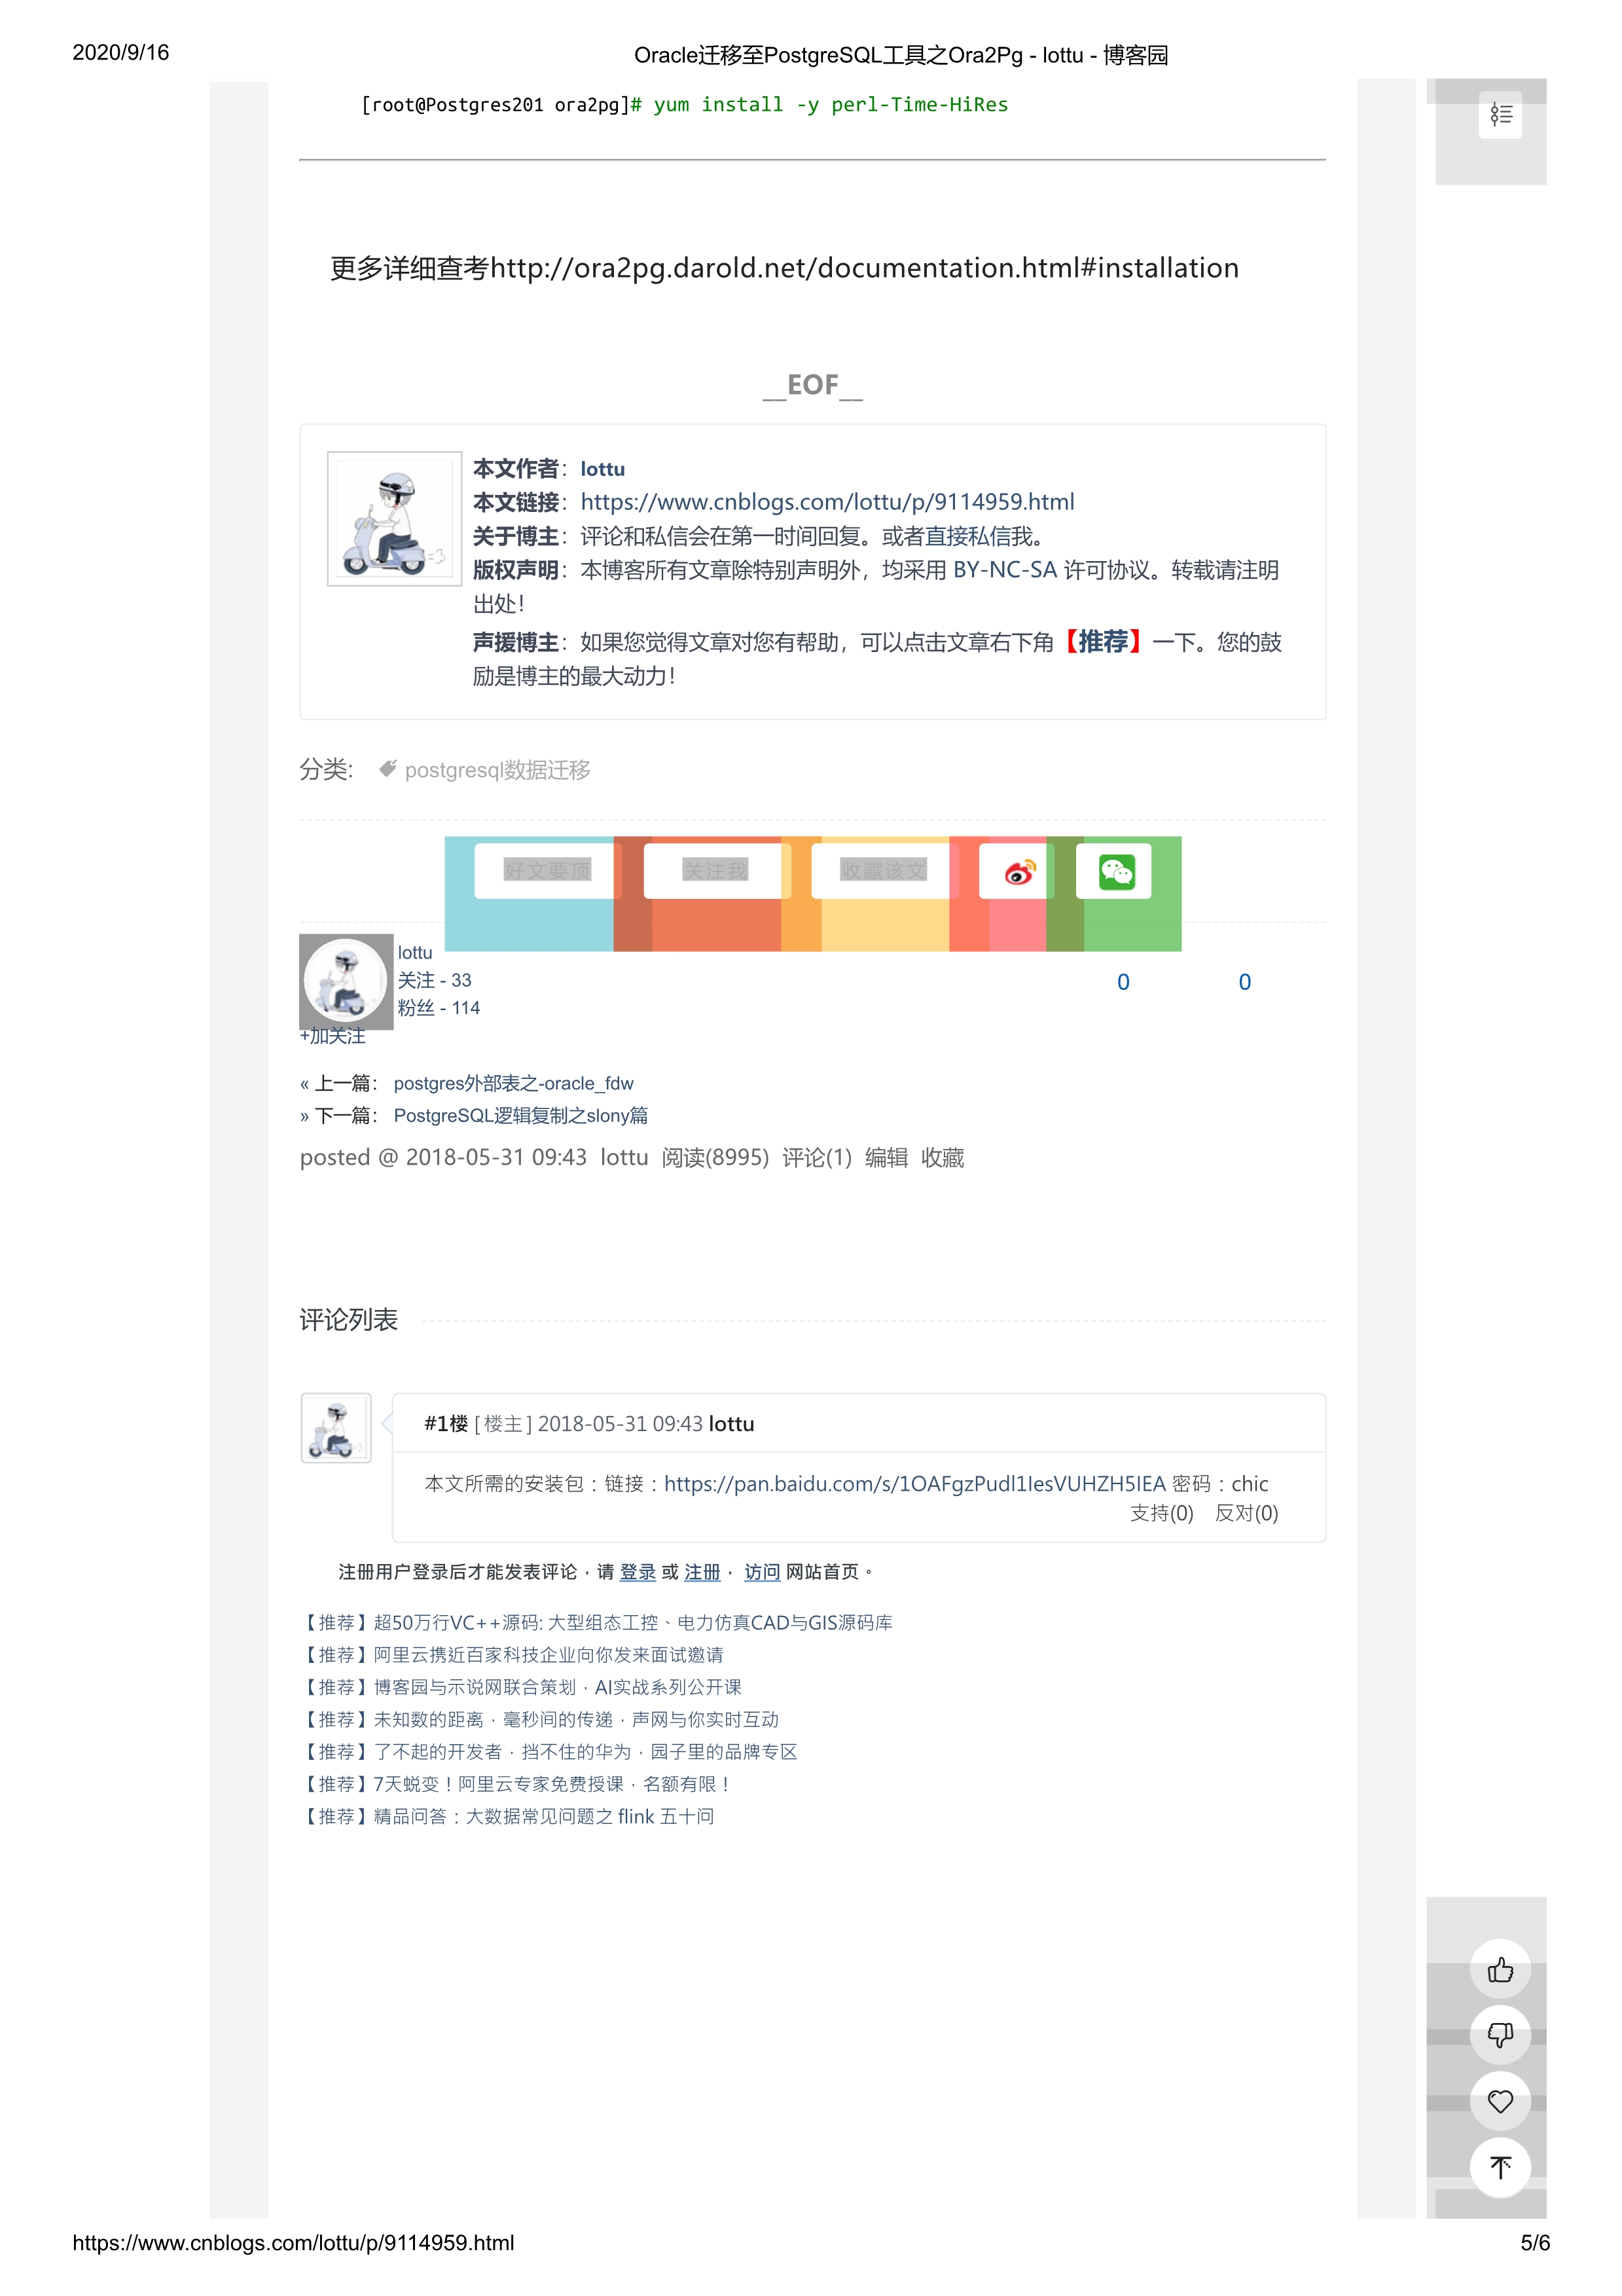 2020/9/16
Oracle迁移至PostgreSQL工具之Ora2Pg - lottu - 博客园
[root@Postgres201 ora2pg]# yum install -y perl-Time-HiRes
更多详细查考http://ora2pg.darold.net/documentation.html#installation
__EOF__
本文作者：lottu
本文链接：https://www.cnblogs.com/lottu/p/9114959.html
关于博主：评论和私信会在第一时间回复。或者直接私信我。
版权声明：本博客所有文章除特别声明外，均采用 BY-NC-SA 许可协议。转载请注明
出处！
声援博主：如果您觉得文章对您有帮助，可以点击文章右下角【推荐】一下。您的鼓
励是博主的最大动力！
分类: postgresql数据迁移
好文要顶 关注我 收藏该文
lottu
关注 - 33
粉丝 - 114
0 0
+加关注
« 上一篇： postgres外部表之-oracle_fdw
» 下一篇： PostgreSQL逻辑复制之slony篇
posted @ 2018-05-31 09:43 lottu 阅读(8995) 评论(1) 编辑 收藏
评论列表
#1楼 [楼主] 2018-05-31 09:43 lottu
本文所需的安装包：链接：https://pan.baidu.com/s/1OAFgzPudl1IesVUHZH5IEA 密码：chic
支持(0) 反对(0)
注册用户登录后才能发表评论，请 登录 或 注册， 访问 网站首页。
【推荐】超50万行VC++源码: 大型组态工控、电力仿真CAD与GIS源码库
【推荐】阿里云携近百家科技企业向你发来面试邀请
【推荐】博客园与示说网联合策划，AI实战系列公开课
【推荐】未知数的距离，毫秒间的传递，声网与你实时互动
【推荐】了不起的开发者，挡不住的华为，园子里的品牌专区
【推荐】7天蜕变！阿里云专家免费授课，名额有限！
【推荐】精品问答：大数据常见问题之 flink 五十问
https://www.cnblogs.com/lottu/p/9114959.html
5/6